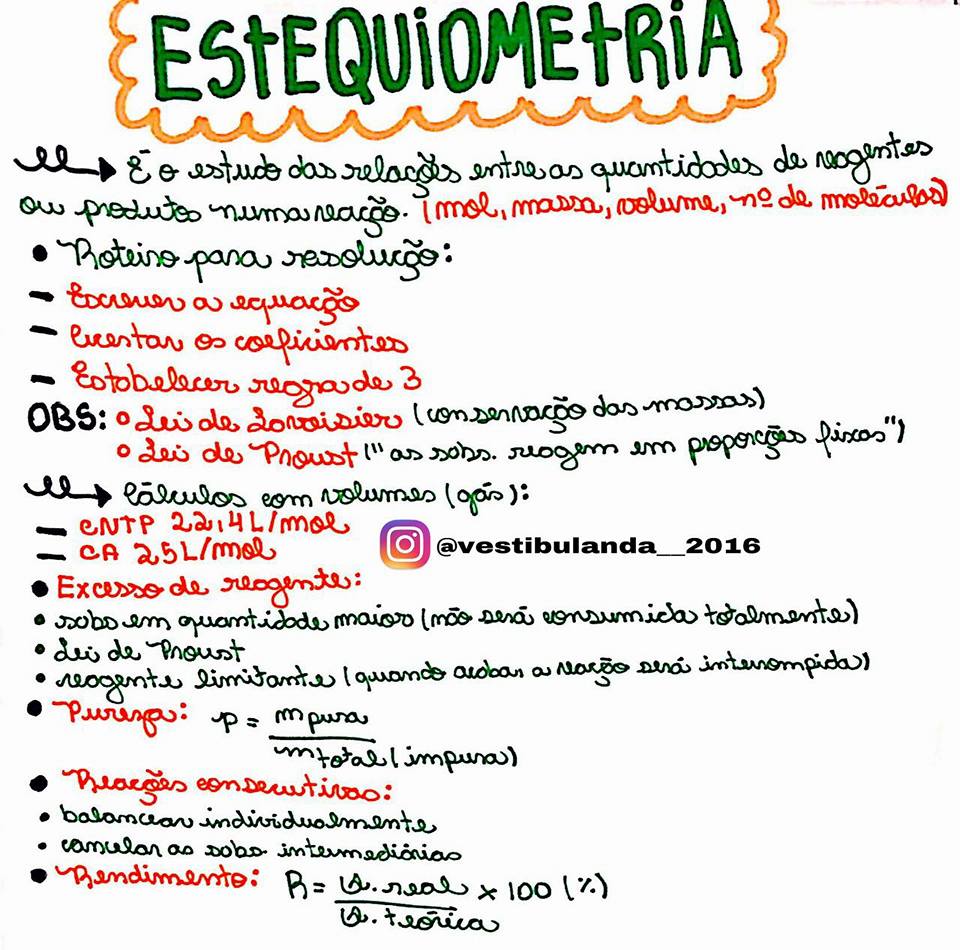 ESTEQUIOMETRIA
É o estudo das relações entre as quantidades de reagentes
ou produtos numa reação. (mol, massa, volume, nº de moléculas)
• Roteiro para resolução:
- Escrever a equação
- Acertar os coeficientes
- Estabelecer regra de 3
OBS: • Lei de Lavoisier (conservação das massas)
• Lei de Proust ("as subs. reagem em proporções fixas")
Cálculos com volumes (gás):
- CNTP 22,4L/mol
- CA 25L/mol
@vestibulanda__2016
• Excesso de reagente:
• subs em quantidade maior (não será consumida totalmente)
• Lei de Proust
• reagente limitante (quando acabar a reação será interrompida)
• Pureza: p = m pura
m total (impura)
• Reações consecutivas:
• balancear individualmente
• cancelar as subs. intermediárias
• Rendimento: R = Q. real x 100 (%)
Q. teórica